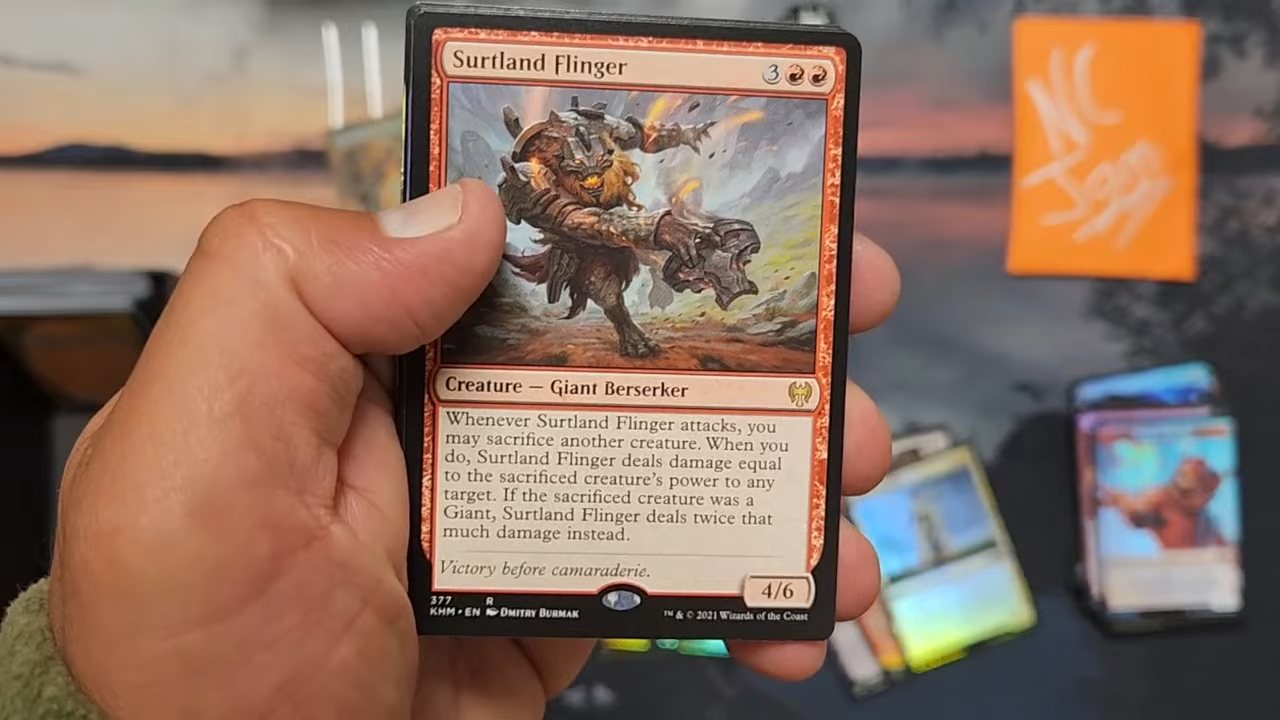 Surtland Flinger
3
Creature — Giant Berserker
Whenever Surtland Flinger attacks, you
may sacrifice another creature. When you
do, Surtland Flinger deals damage equal
to the sacrificed creature's power to any
target. If the sacrificed creature was a
Giant, Surtland Flinger deals twice that
much damage instead.
Victory before camaraderie.
4/6
377 R
KHM • EN DMITRY BURMAK
™ & © 2021 Wizards of the Coast
NC